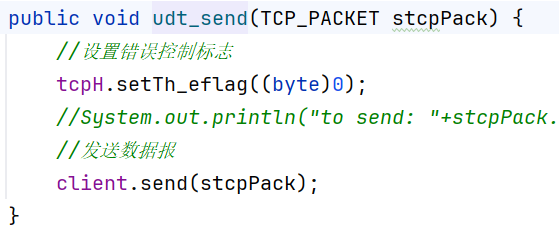 public void udt_send(TCP_PACKET stcpPack) {
//设置错误控制标志
tcpH.setTh_eflag((byte)0);
//System.out.println("to send: "+stcpPack.
//发送数据报
client.send(stcpPack);
}